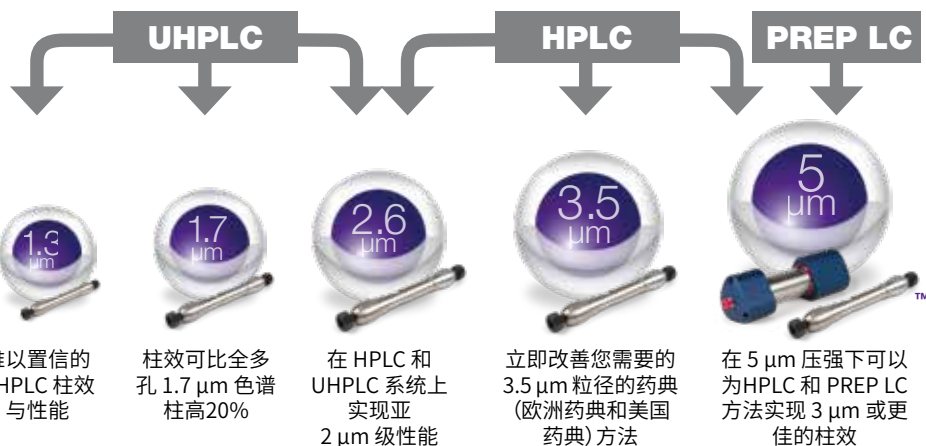 UHPLC
HPLC
PREP LC
1.3
µm
1.7
µm
2.6
µm
3.5
µm
5
µm
™
以置信的
HPLC 柱效
与性能
柱效可比全多
孔 1.7 µm 色谱
柱高20%
在 HPLC 和
UHPLC 系统上
实现亚
2 µm 级性能
立即改善您需要的
3.5 µm 粒径的药典
(欧洲药典和美国
药典) 方法
在 5 µm 压强下可以
为HPLC 和 PREP LC
方法实现 3 µm 或更
佳的柱效